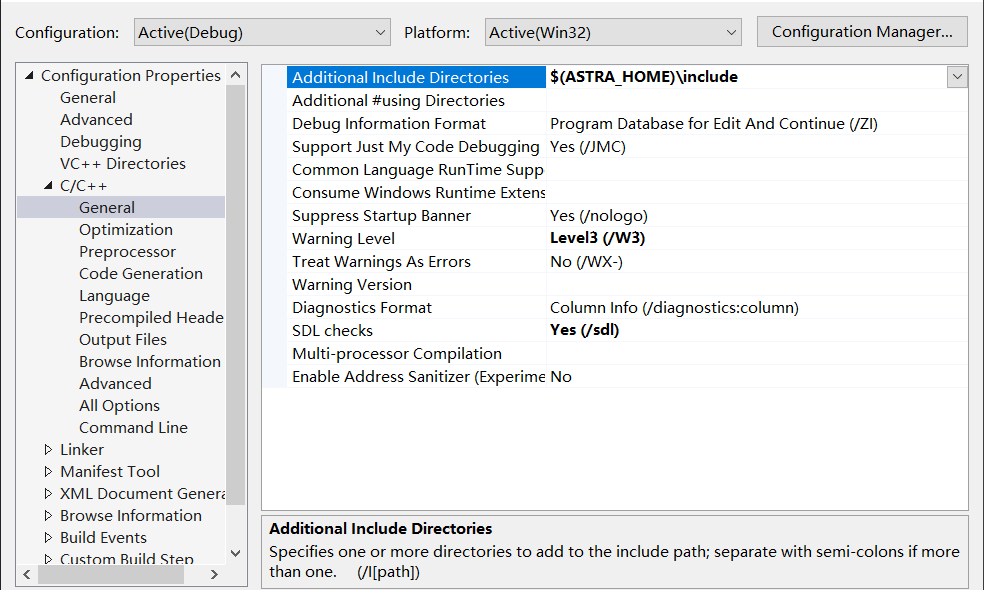 Configuration: Active(Debug) Platform: Active(Win32) Configuration Manager...
Configuration Properties
General
Advanced
Debugging
VC++ Directories
C/C++
General
Optimization
Preprocessor
Code Generation
Language
Precompiled Heade
Output Files
Browse Information
Advanced
All Options
Command Line
Linker
Manifest Tool
XML Document Genera
Browse Information
Build Events
Custom Build Step
Additional Include Directories $(ASTRA_HOME)\include
Additional #using Directories
Debug Information Format Program Database for Edit And Continue (/ZI)
Support Just My Code Debugging Yes (/JMC)
Common Language RunTime Supp
Consume Windows Runtime Extens
Suppress Startup Banner Yes (/nologo)
Warning Level Level3 (/W3)
Treat Warnings As Errors No (/WX-)
Warning Version
Diagnostics Format Column Info (/diagnostics:column)
SDL checks Yes (/sdl)
Multi-processor Compilation
Enable Address Sanitizer (Experime No
Additional Include Directories
Specifies one or more directories to add to the include path; separate with semi-colons if more
than one. (/I[path])